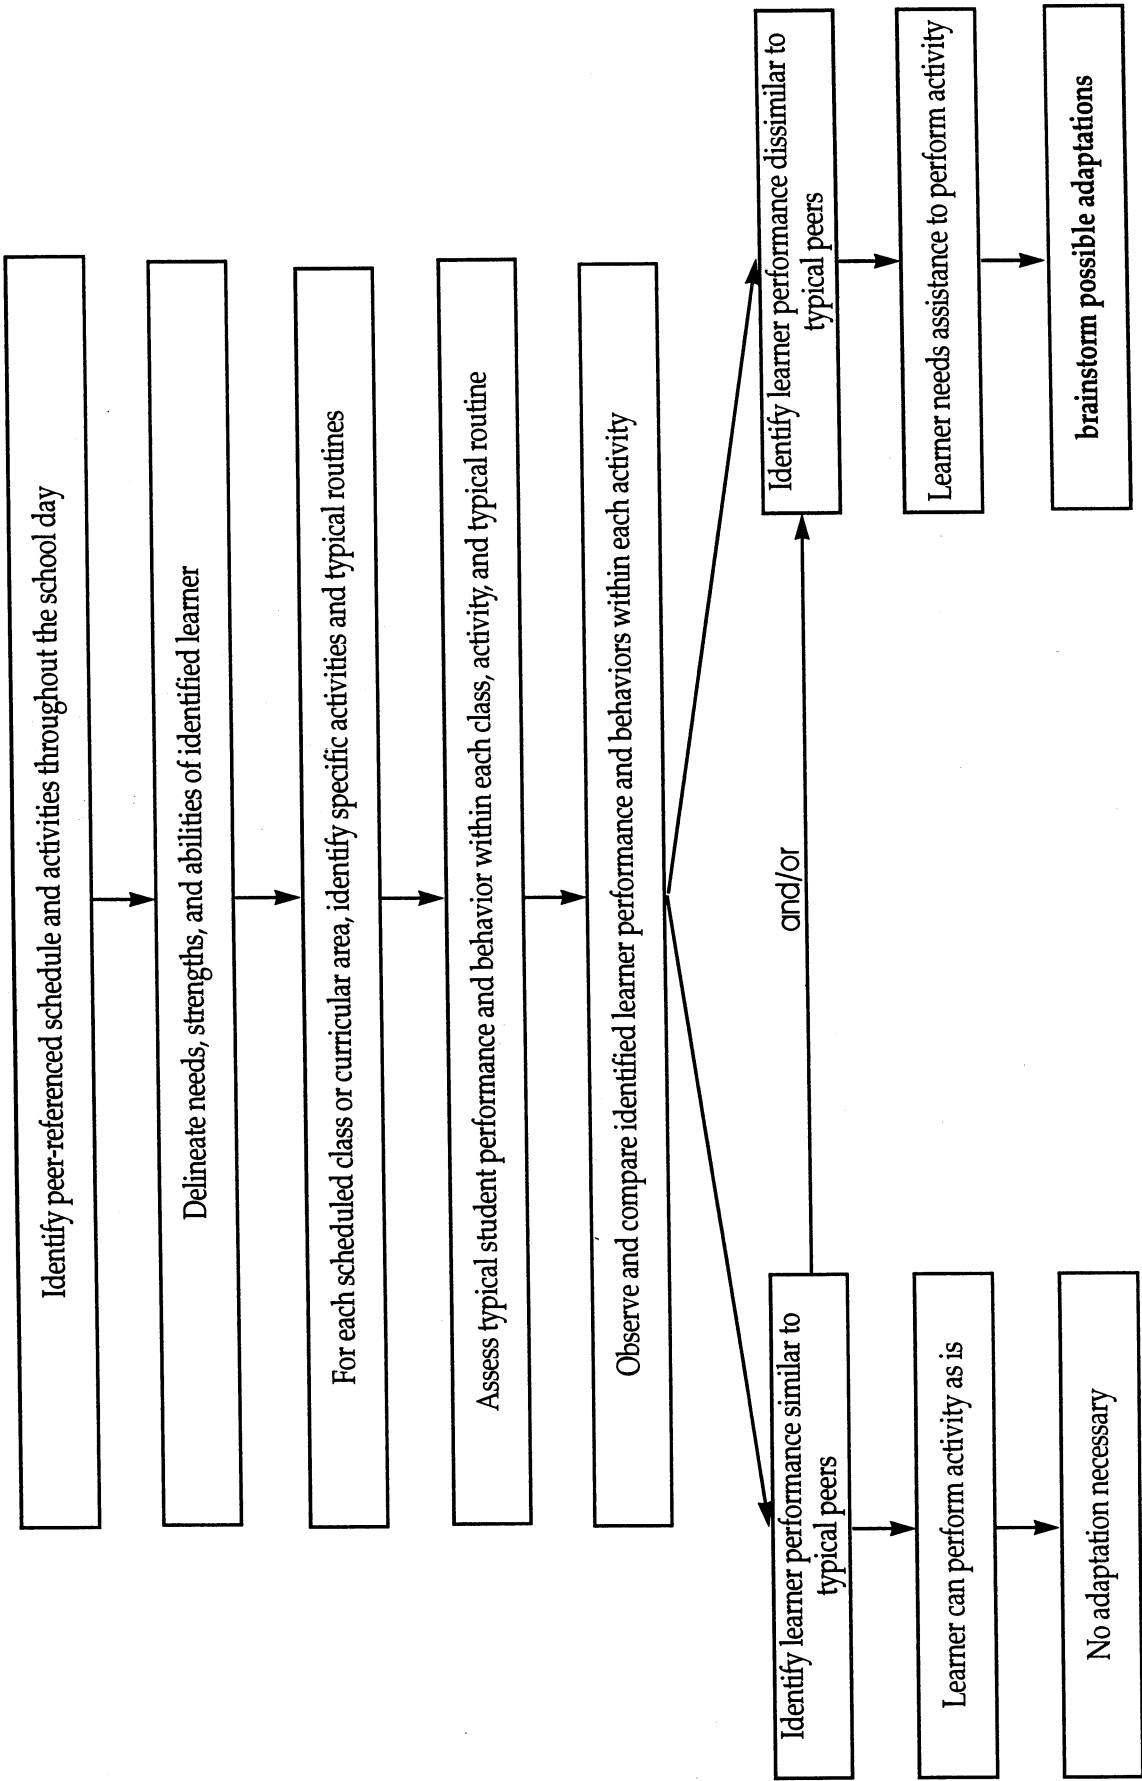 Identify peer-referenced schedule and activities throughout the school day
Delineate needs, strengths, and abilities of identified learner
For each scheduled class or curricular area, identify specific activities and typical routines
Assess typical student performance and behavior within each class, activity, and typical routine
Observe and compare identified learner performance and behaviors within each activity
Identify learner performance similar to
typical peers
and/or
Identify learner performance dissimilar to
typical peers
Learner can perform activity as is
Learner needs assistance to perform activity
No adaptation necessary
brainstorm possible adaptations